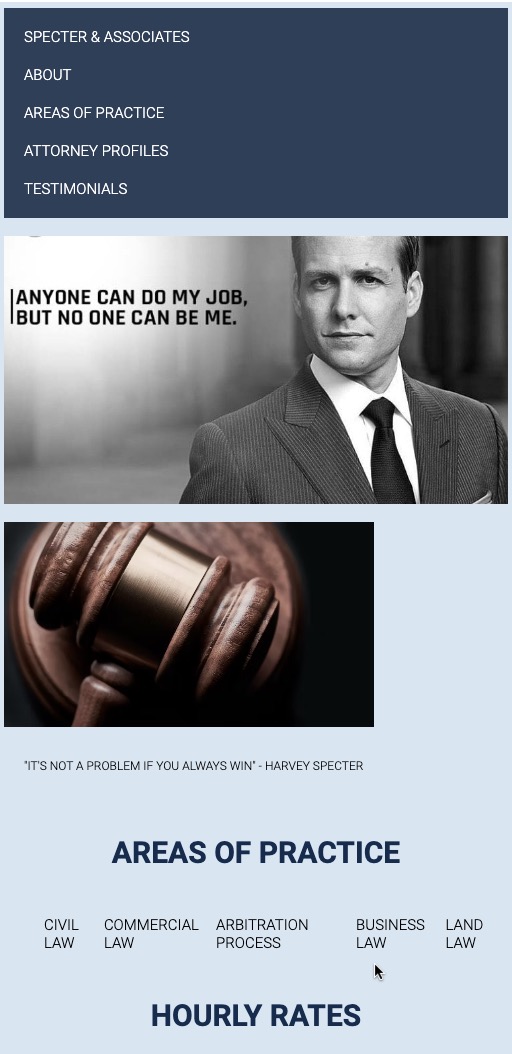 SPECTER & ASSOCIATES
ABOUT
AREAS OF PRACTICE
ATTORNEY PROFILES
TESTIMONIALS
ANYONE CAN DO MY JOB,
BUT NO ONE CAN BE ME.
"IT'S NOT A PROBLEM IF YOU ALWAYS WIN" - HARVEY SPECTER
AREAS OF PRACTICE
CIVIL LAW
COMMERCIAL LAW
ARBITRATION PROCESS
BUSINESS LAW
LAND LAW
HOURLY RATES